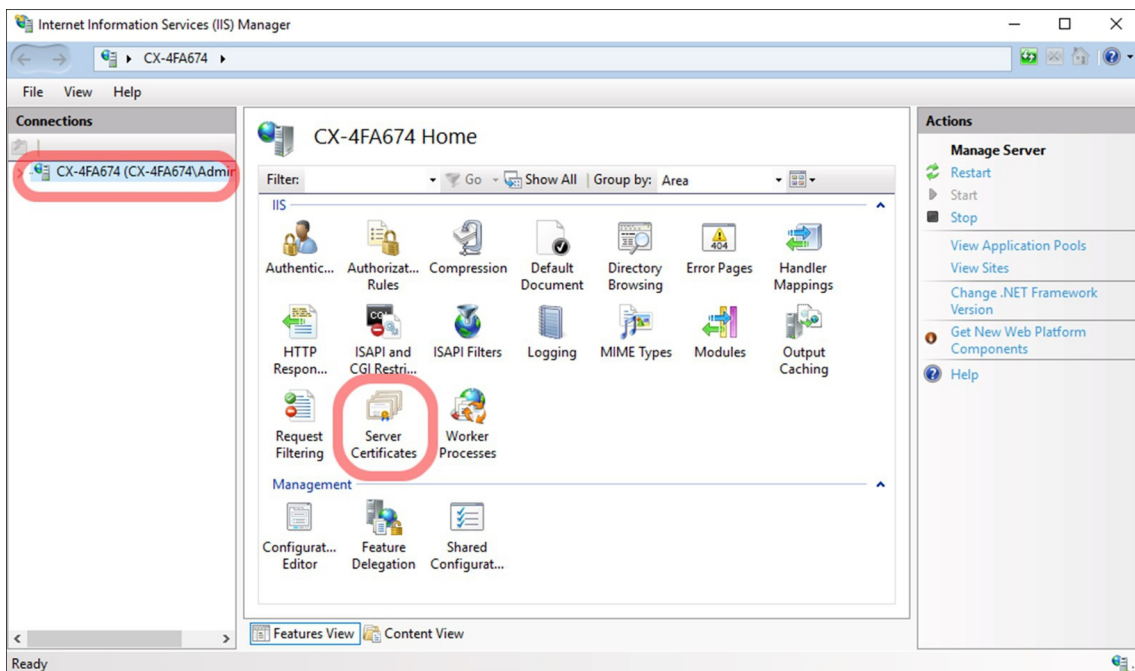 Internet Information Services (IIS) Manager
CX-4FA674
File View Help
Connections
CX-4FA674 (CX-4FA674\Admir
CX-4FA674 Home
Filter: Go Show All Group by: Area
IIS
Authentic... Authorizat... Compression Default Directory Error Pages Handler
Rules Document Browsing Mappings
HTTP ISAPI and ISAPI Filters Logging MIME Types Modules Output
Respon... CGI Restri... Caching
Request Server Worker
Filtering Certificates Processes
Management
Configurat... Feature Shared
Editor Delegation Configurat...
Features View Content View
Actions
Manage Server
Restart
Start
Stop
View Application Pools
View Sites
Change .NET Framework
Version
Get New Web Platform
Components
Help
Ready